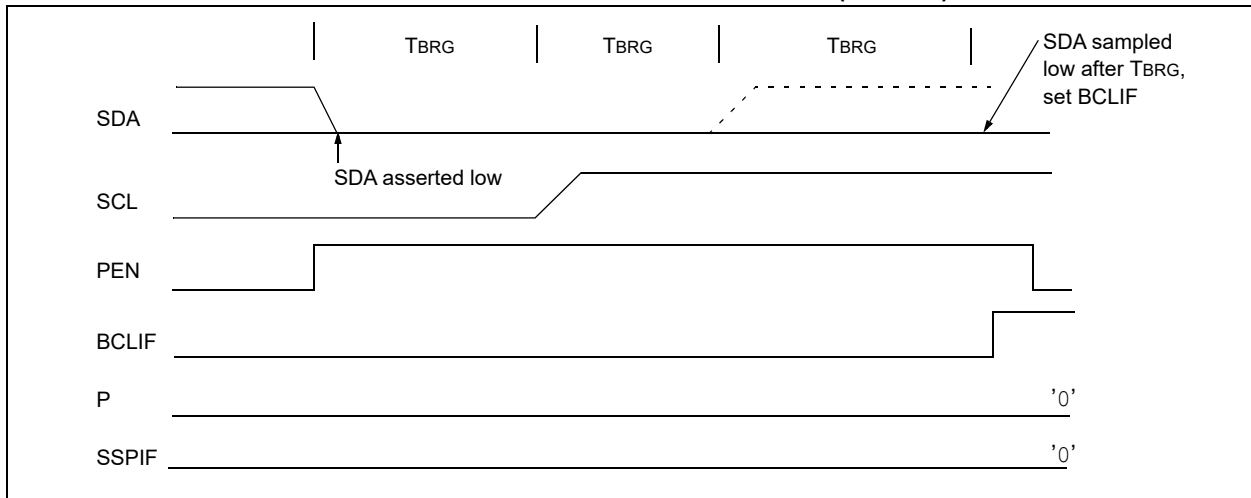 TBRG TBRG TBRG
SDA sampled
low after TBRG,
set BCLIF
SDA
SDA asserted low
SCL
PEN
BCLIF
P '0'
SSPIF '0'